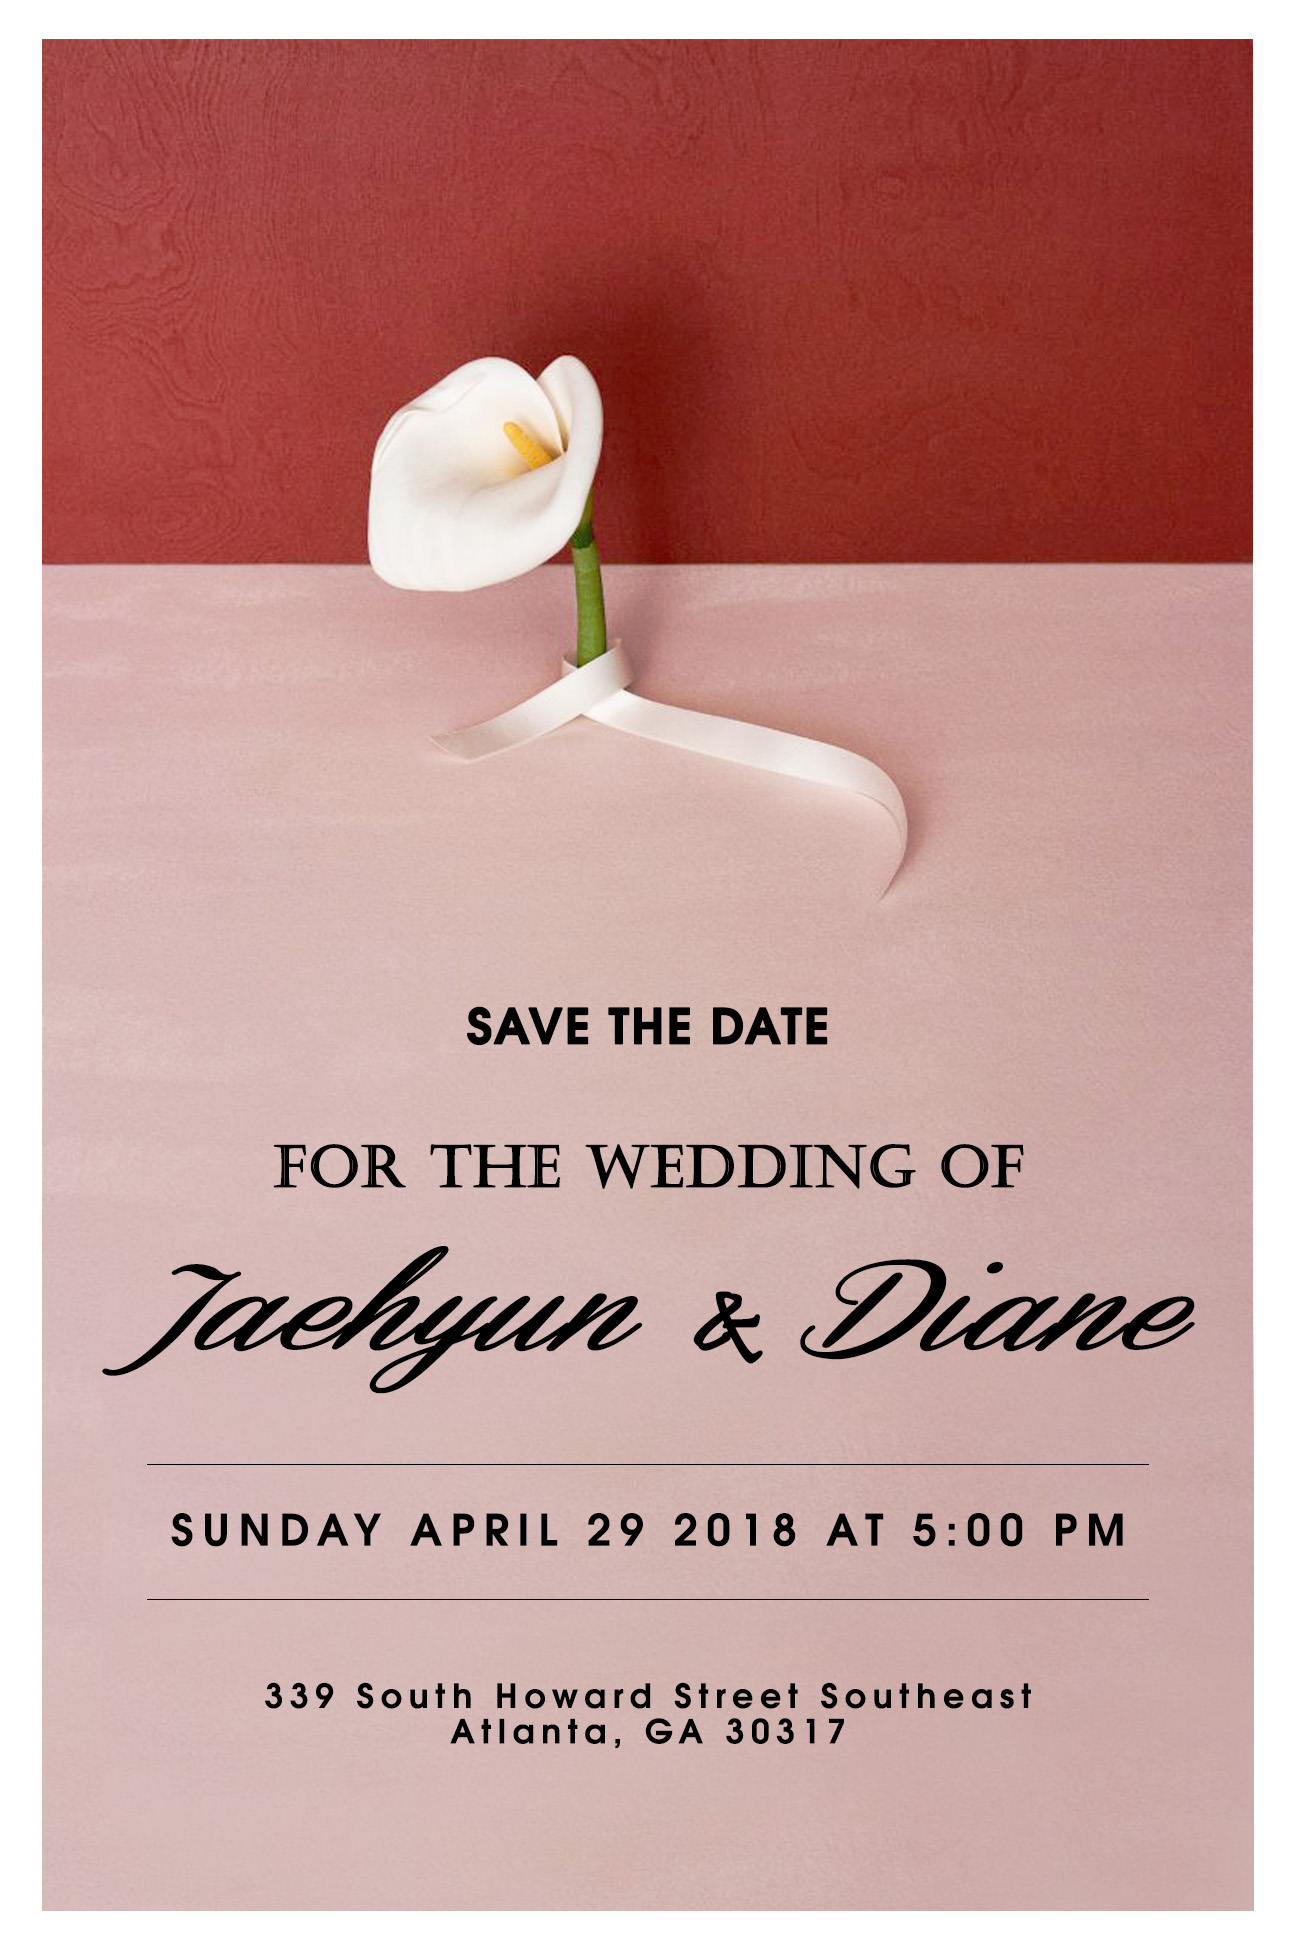 SAVE THE DATE
FOR THE WEDDING OF
Jaehyun & Diane
SUNDAY APRIL 29 2018 AT 5:00 PM
339 South Howard Street Southeast
Atlanta, GA 30317